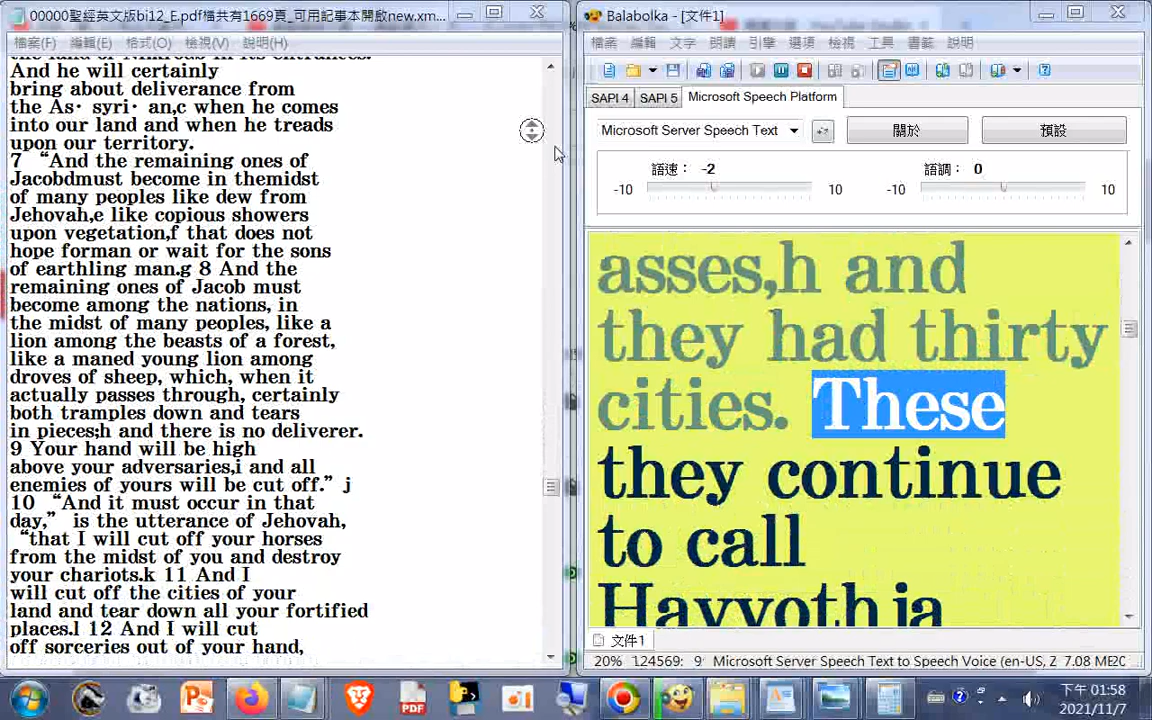 00000聖經英文版bi12_E.pdf檔共有1669頁_可用記事本開啟new.xm...
檔案(F) 編輯(E) 格式(O) 檢視(V) 說明(H)
And he will certainly
bring about deliverance from
the As· syri· an,c when he comes
into our land and when he treads
upon our territory.
7 “And the remaining ones of
Jacobdmust become in themidst
of many peoples like dew from
Jehovah,e like copious showers
upon vegetation,f that does not
hope forman or wait for the sons
of earthling man.g 8 And the
remaining ones of Jacob must
become among the nations, in
the midst of many peoples, like a
lion among the beasts of a forest,
like a maned young lion among
droves of sheep, which, when it
actually passes through, certainly
both tramples down and tears
in pieces;h and there is no deliverer.
9 Your hand will be high
above your adversaries,i and all
enemies of yours will be cut off.” j
10 “And it must occur in that
day,” is the utterance of Jehovah,
“that I will cut off your horses
from the midst of you and destroy
your chariots.k 11 And I
will cut off the cities of your
land and tear down all your fortified
places.l 12 And I will cut
off sorceries out of your hand,
Balabolka - [文件1]
檔案 編輯 文字 朗讀 引擎 選項 檢視 工具 書籤 說明
SAPI 4 SAPI 5 Microsoft Speech Platform
Microsoft Server Speech Text 關於 預設
語速: -2 語調: 0
-10 10 -10 10
asses,h and
they had thirty
cities. These
they continue
to call
Havvothja
文件1
20% 124569: 9 Microsoft Server Speech Text to Speech Voice (en-US, Z 7.08 ME
下午 01:58
2021/11/7